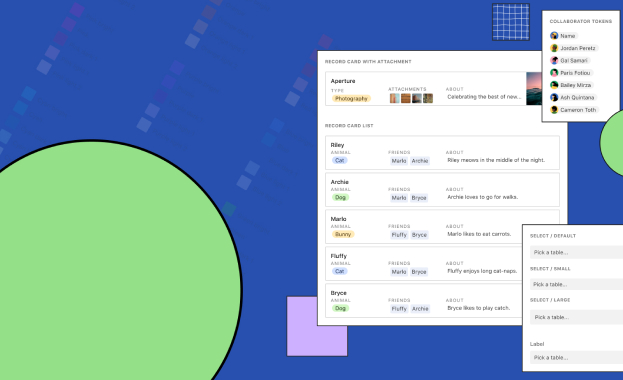 COLLABORATOR TOKENS
Name
Jordan Peretz
Gal Samari
Paris Fotiou
Bailey Mirza
Ash Quintana
Cameron Toth
RECORD CARD WITH ATTACHMENT
Aperture
TYPE ATTACHMENTS ABOUT
Photography Celebrating the best of new...
RECORD CARD LIST
Riley
ANIMAL FRIENDS ABOUT
Cat Marlo Archie Riley meows in the middle of the night.
Archie
ANIMAL FRIENDS ABOUT
Dog Marlo Bryce Archie loves to go for walks.
Marlo
ANIMAL FRIENDS ABOUT
Bunny Fluffy Bryce Marlo likes to eat carrots.
Fluffy
ANIMAL FRIENDS ABOUT
Cat Marlo Bryce Fluffy enjoys long cat-naps.
Bryce
ANIMAL FRIENDS ABOUT
Dog Fluffy Archie Bryce likes to play catch.
SELECT / DEFAULT
Pick a table...
SELECT / SMALL
Pick a table...
SELECT / LARGE
Pick a table...
Label
Pick a table...